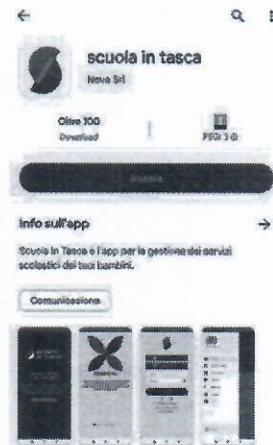 scuola in tasca
Nova Srl
Oltre 100
Download
PEGI 3
Info sull'app
Scuola In Tasca è l'app per la gestione dei servizi
scolastici dei tuoi bambini.
Comunicazione